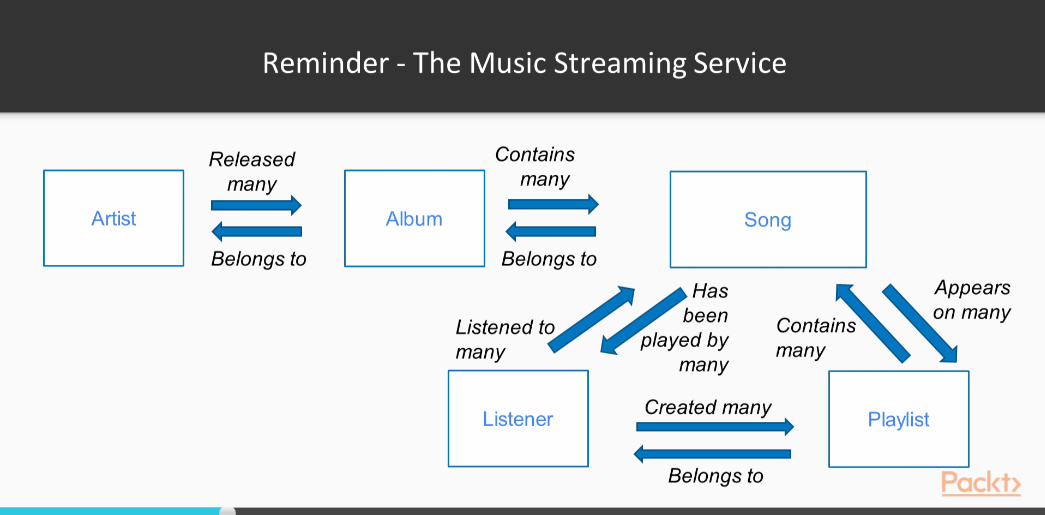 Reminder - The Music Streaming Service
Released
many
Contains
many
Artist
Album
Song
Belongs to
Belongs to
Listened to
many
Has
been
played by
many
Contains
many
Appears
on many
Listener
Created many
Playlist
Belongs to
Packt>